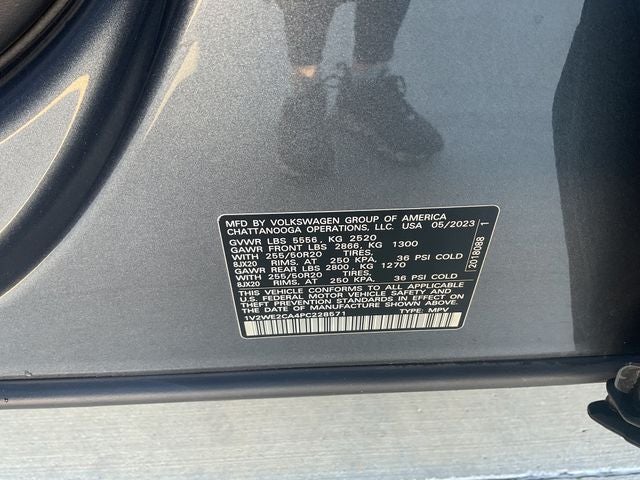 MFD BY VOLKSWAGEN GROUP OF AMERICA
CHATTANOOGA OPERATIONS, LLC. USA 05/2023
GVWR LBS 5556, KG 2520
GAWR FRONT LBS 2866, KG 1300
WITH 255/50R20 TIRES,
8JX20 RIMS, AT 250 KPA. 36 PSI COLD
GAWR REAR LBS 2800, KG 1270
WITH 255/50R20 TIRES,
8JX20 RIMS, AT 250 KPA. 36 PSI COLD
THIS VEHICLE CONFORMS TO ALL APPLICABLE
U.S. FEDERAL MOTOR VEHICLE SAFETY AND
THEFT PREVENTION STANDARDS IN EFFECT ON
THE DATE OF MANUFACTURE SHOWN ABOVE.
1V2WE2CA4PC228571 TYPE: MPV
2018088 1